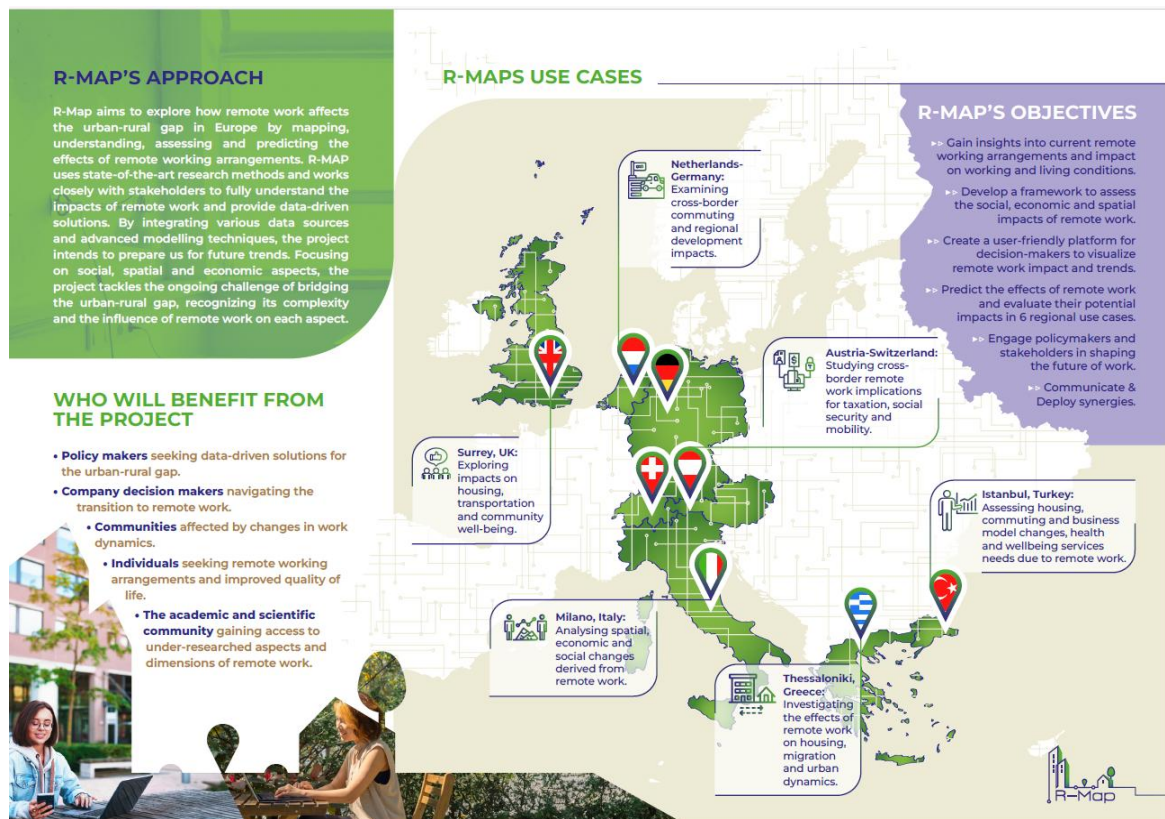 R-MAP'S APPROACH
R-Map aims to explore how remote work affects
the urban-rural gap in Europe by mapping,
understanding, assessing and predicting the
effects of remote working arrangements. R-MAP
uses state-of-the-art research methods and works
closely with stakeholders to fully understand the
impacts of remote work and provide data-driven
solutions. By integrating various data sources
and advanced modelling techniques, the project
intends to prepare us for future trends. Focusing
on social, spatial and economic aspects, the
project tackles the ongoing challenge of bridging
the urban-rural gap, recognizing its complexity
and the influence of remote work on each aspect.
WHO WILL BENEFIT FROM
THE PROJECT
• Policy makers seeking data-driven solutions for
the urban-rural gap.
• Company decision makers navigating the
transition to remote work.
• Communities affected by changes in work
dynamics.
• Individuals seeking remote working
arrangements and improved quality of
life.
• The academic and scientific
community gaining access to
under-researched aspects and
dimensions of remote work.
R-MAPS USE CASES
Netherlands-
Germany:
Examining
cross-border
commuting
and regional
development
impacts.
Austria-Switzerland:
Studying cross-
border remote
work implications
for taxation, social
security and
mobility.
Surrey, UK:
Exploring
impacts on
housing,
transportation
and community
well-being.
Istanbul, Turkey:
Assessing housing,
commuting and business
model changes, health
and wellbeing services
needs due to remote work.
Milano, Italy:
Analysing spatial,
economic and
social changes
derived from
remote work.
Thessaloniki,
Greece:
Investigating
the effects of
remote work
on housing,
migration
and urban
dynamics.
R-MAP'S OBJECTIVES
Gain insights into current remote
working arrangements and impact
on working and living conditions.
Develop a framework to assess
the social, economic and spatial
impacts of remote work.
Create a user-friendly platform for
decision-makers to visualize
remote work impact and trends.
Predict the effects of remote work
and evaluate their potential
impacts in 6 regional use cases.
Engage policymakers and
stakeholders in shaping
the future of work.
Communicate &
Deploy synergies.
R-Map